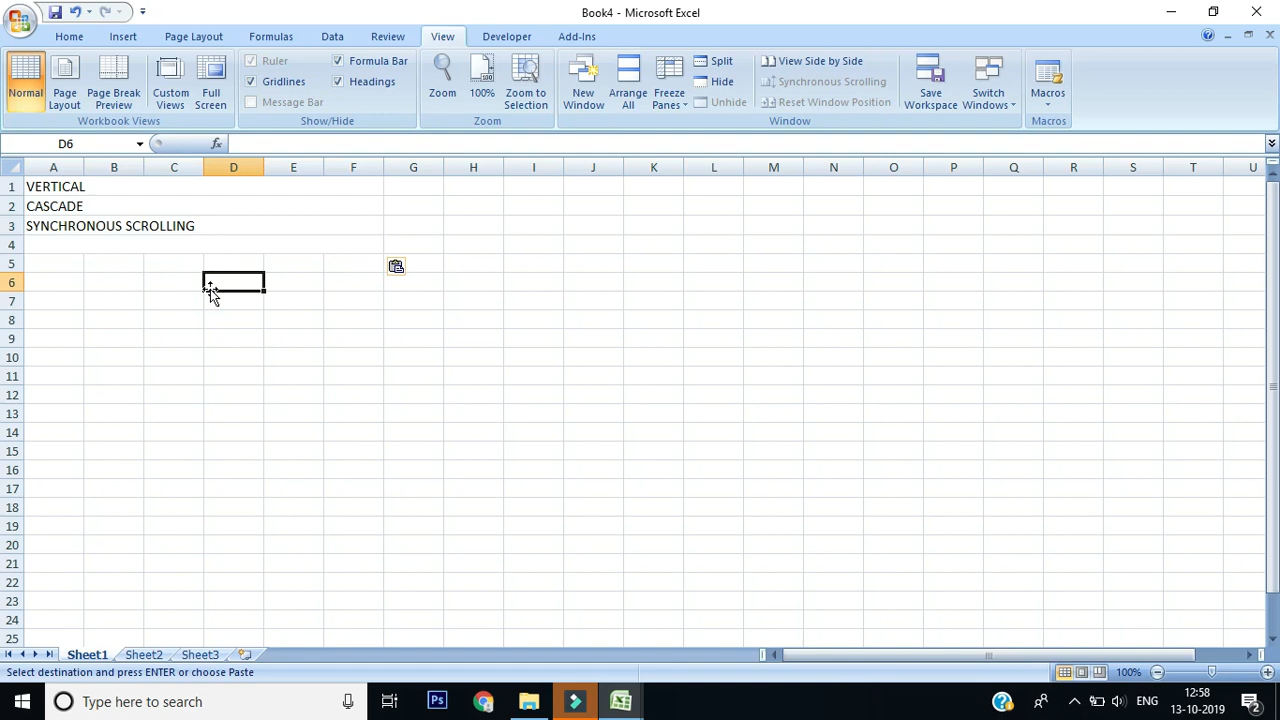 Book4 - Microsoft Excel
Home Insert Page Layout Formulas Data Review View Developer Add-Ins
Normal
Page Layout
Page Break Preview
Custom Views
Full Screen
Workbook Views
Ruler
Formula Bar
Gridlines
Headings
Message Bar
Show/Hide
Zoom
100%
Zoom to Selection
Zoom
New Window
Arrange All
Freeze Panes
Split
Hide
Unhide
View Side by Side
Synchronous Scrolling
Reset Window Position
Save Workspace
Switch Windows
Window
Macros
Macros
D6
fx
A B C D E F G H I J K L M N O P Q R S T U
1 VERTICAL
2 CASCADE
3 SYNCHRONOUS SCROLLING
4
5
6
7
8
9
10
11
12
13
14
15
16
17
18
19
20
21
22
23
24
25
Sheet1 Sheet2 Sheet3
Select destination and press ENTER or choose Paste
100%
Type here to search
Ps
ENG
12:58
13-10-2019
2